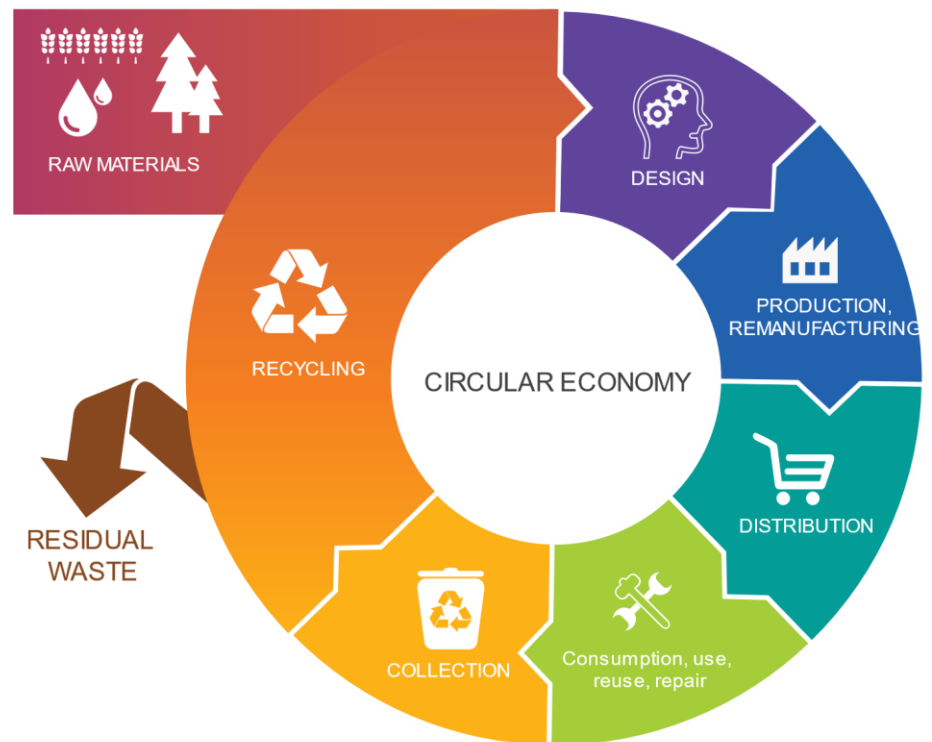 RAW MATERIALS
DESIGN
PRODUCTION,
REMANUFACTURING
RECYCLING
CIRCULAR ECONOMY
DISTRIBUTION
RESIDUAL
WASTE
COLLECTION
Consumption, use,
reuse, repair